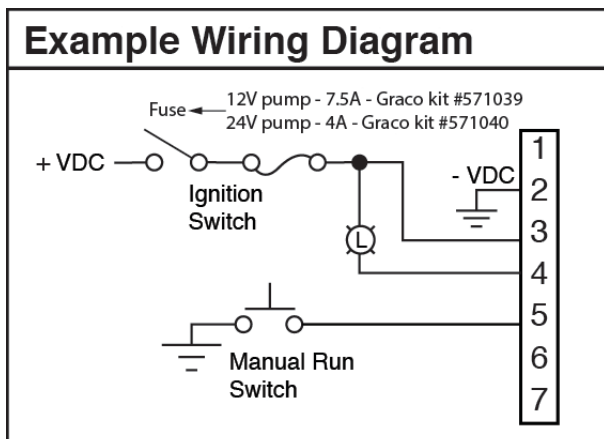 Example Wiring Diagram
12V pump - 7.5A - Graco kit #571039
Fuse
24V pump - 4A - Graco kit #571040
+ VDC
Ignition
Switch
- VDC
1
2
3
4
5
6
7
L
Manual Run
Switch